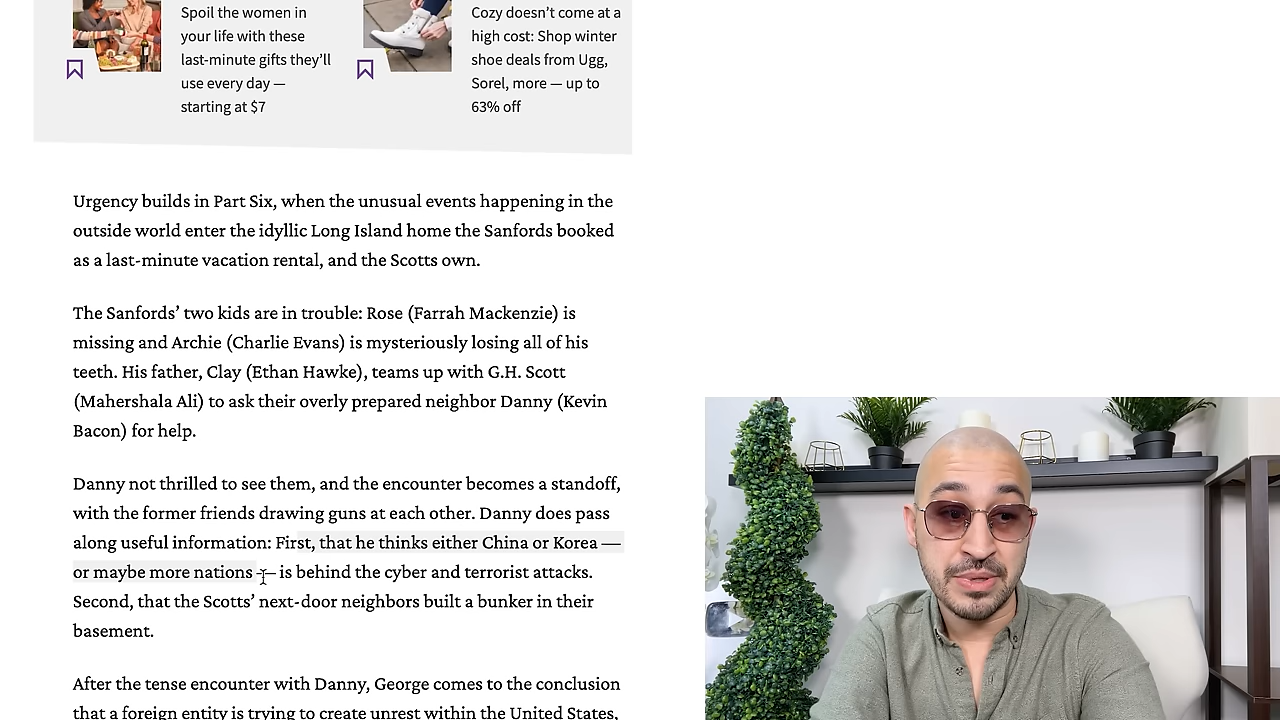 Spoil the women in
your life with these
last-minute gifts they’ll
use every day —
starting at $7
Cozy doesn’t come at a
high cost: Shop winter
shoe deals from Ugg,
Sorel, more — up to
63% off
Urgency builds in Part Six, when the unusual events happening in the
outside world enter the idyllic Long Island home the Sanfords booked
as a last-minute vacation rental, and the Scotts own.
The Sanfords’ two kids are in trouble: Rose (Farrah Mackenzie) is
missing and Archie (Charlie Evans) is mysteriously losing all of his
teeth. His father, Clay (Ethan Hawke), teams up with G.H. Scott
(Mahershala Ali) to ask their overly prepared neighbor Danny (Kevin
Bacon) for help.
Danny not thrilled to see them, and the encounter becomes a standoff,
with the former friends drawing guns at each other. Danny does pass
along useful information: First, that he thinks either China or Korea —
or maybe more nations — is behind the cyber and terrorist attacks.
Second, that the Scotts’ next-door neighbors built a bunker in their
basement.
After the tense encounter with Danny, George comes to the conclusion
that a foreign entity is trying to create unrest within the United States,